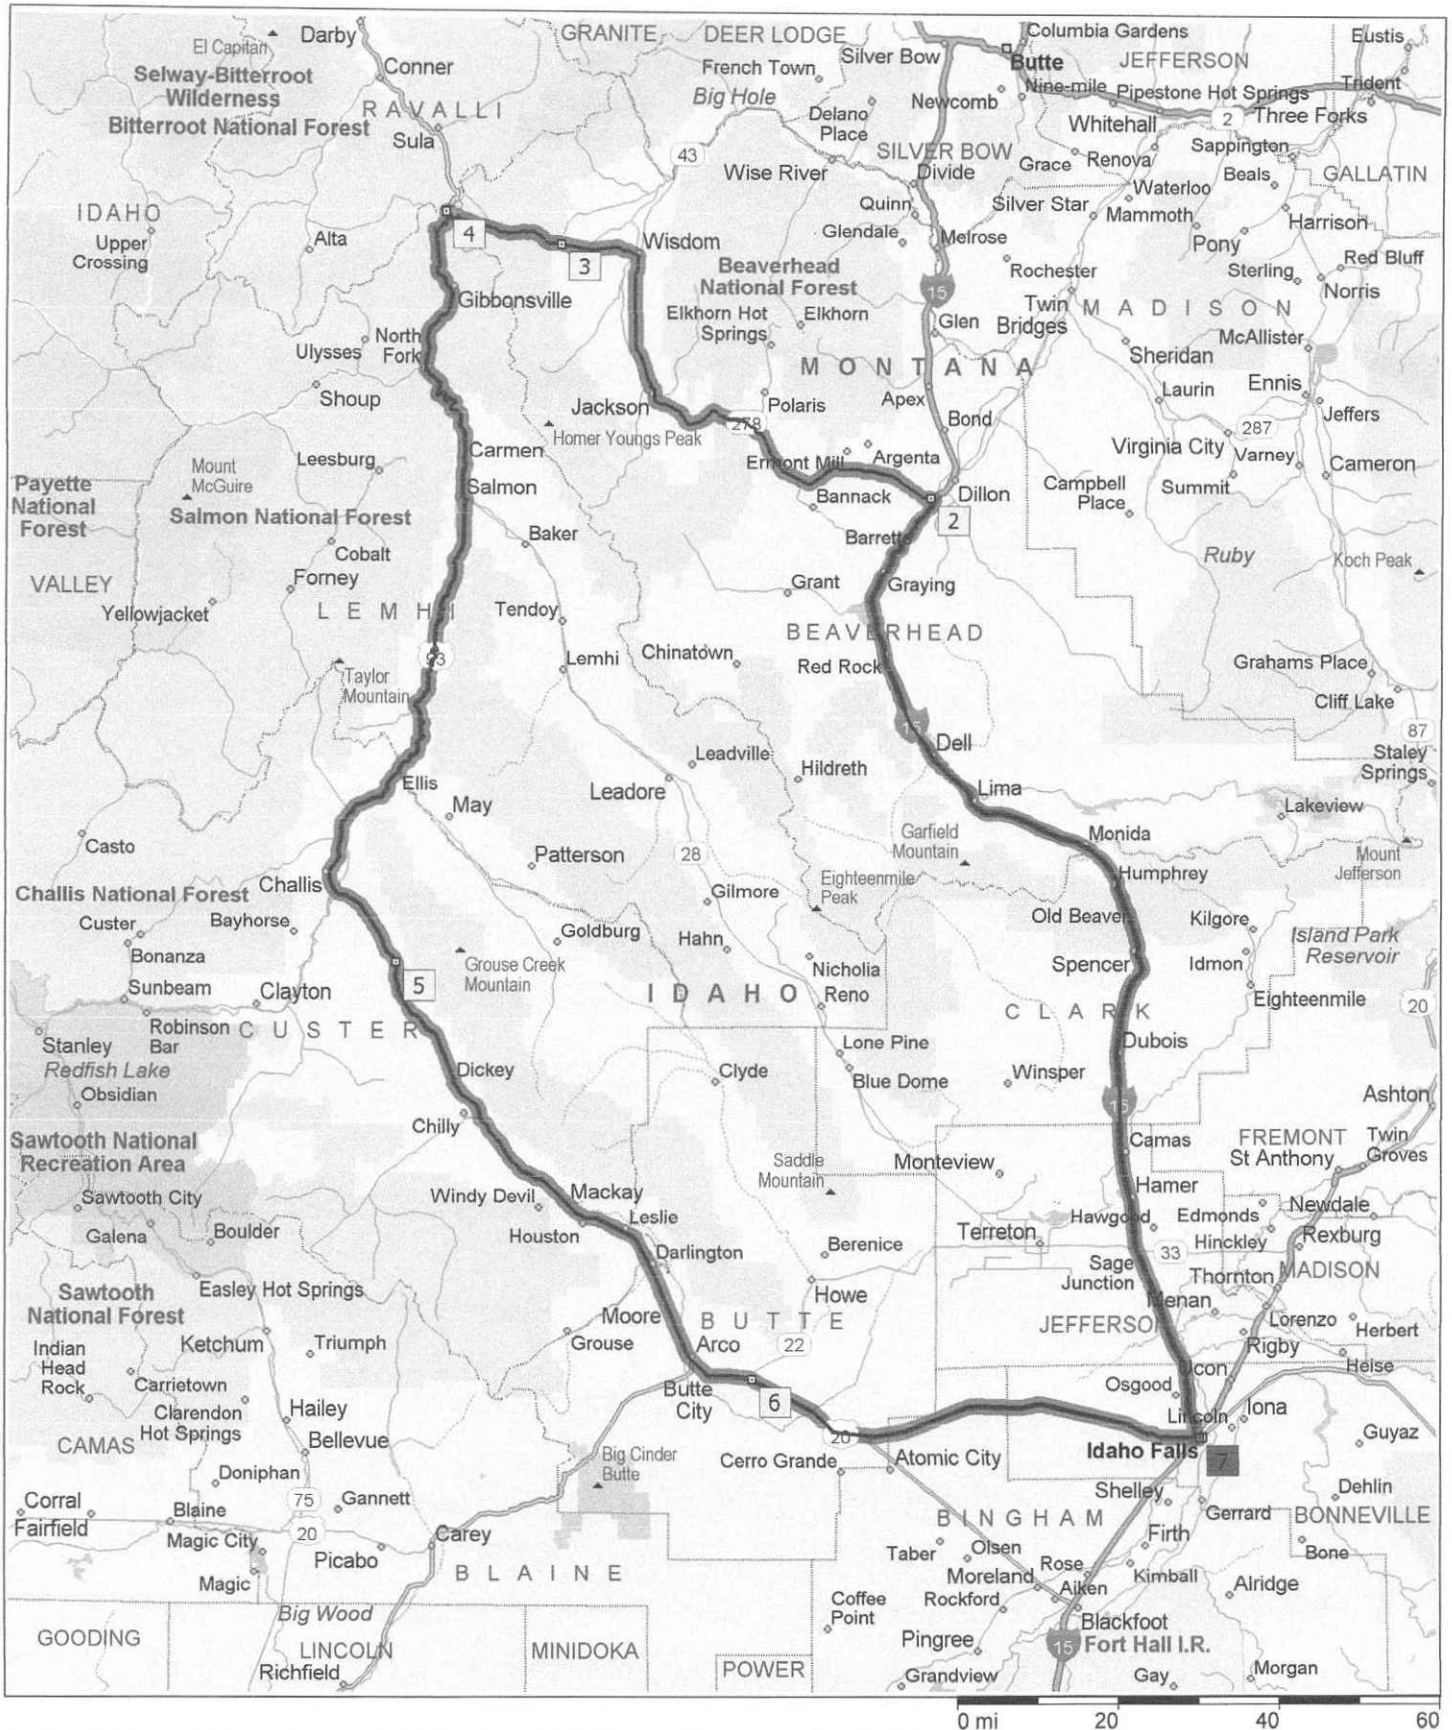 Darby
El Capitan
GRANITE
DEER LODGE
Columbia Gardens
Eustis
Selway-Bitterroot
Wilderness
Conner
French Town
Silver Bow
Butte
JEFFERSON
RAVALLI
Big Hole
Newcomb
Nine-mile
Pipestone Hot Springs
Trident
Bitterroot National Forest
Delano
Place
Whitehall
2
Three Forks
Sula
43
SILVER BOW
Sappington
Wise River
Divide
Grace
Renova
Beals
GALLATIN
IDAHO
Quinn
Silver Star
Waterloo
Mammoth
Harrison
Upper
Crossing
Alta
4
3
Wisdom
Glendale
Melrose
Pony
Beaverhead
National Forest
Rochester
Sterling
Red Bluff
Norris
Gibbonsville
15
Elkhorn Hot
Springs
Elkhorn
Glen
Twin
Bridges
MADISON
North
Fork
Ulysses
McAllister
MONTANA
Sheridan
Shoup
Jackson
Polaris
Apex
Laurin
Ennis
Jeffers
278
Bond
287
Homer Youngs Peak
Carmen
Virginia City
Leesburg
Ermont Mill
Argenta
Varney
Cameron
Payette
National
Forest
Mount
McGuire
Salmon
Bannack
Dillon
Campbell
Place
Summit
Salmon National Forest
2
Baker
Barretts
Cobalt
Ruby
Koch Peak
VALLEY
Forney
Grant
Graying
Yellowjacket
LEMHI
Tendoy
BEAVERHEAD
93
Lemhi
Chinatown
Red Rock
Grahams Place
Taylor
Mountain
Cliff Lake
15
87
Dell
Leadville
Hildreth
Staley
Springs
Ellis
Leadore
Lima
May
Lakeview
Casto
Garfield
Mountain
Monida
Patterson
28
Mount
Jefferson
Challis National Forest
Challis
Humphrey
Gilmore
Eighteenmile
Peak
Custer
Bayhorse
Old Beaver
Kilgore
Bonanza
Goldburg
Hahn
Island Park
Reservoir
Grouse Creek
Mountain
Nicholia
Spencer
Idmon
5
Sunbeam
Clayton
IDAHO
Reno
Eighteenmile
20
Robinson
Bar
CUSTER
CLARK
Stanley
Lone Pine
Dubois
Redfish Lake
Dickey
Clyde
Blue Dome
Winsper
Obsidian
15
Ashton
Chilly
Sawtooth National
Recreation Area
Camas
FREMONT
St Anthony
Twin
Groves
Saddle
Mountain
Monteview
Sawtooth City
Windy Devil
Mackay
Hamer
Newdale
Galena
Boulder
Houston
Leslie
Hawgood
Edmonds
Hinckley
Rexburg
Darlington
Berenice
Terreton
33
Easley Hot Springs
Sage
Junction
Thornton
MADISON
Sawtooth
National Forest
Howe
Menan
Moore
BUTTE
JEFFERSON
Lorenzo
Herbert
Ketchum
Triumph
Grouse
Arco
22
Rigby
Indian
Head
Rock
Carrietown
Ucon
Heise
Butte
City
Osgood
6
Clarendon
Hot Springs
Hailey
Lincoln
Iona
CAMAS
Bellevue
20
Idaho Falls
7
Guyaz
Doniphan
Big Cinder
Butte
Cerro Grande
Atomic City
Corral
75
Gannett
Shelley
Dehlin
Fairfield
Blaine
20
BINGHAM
Gerrard
BONNEVILLE
Magic City
Carey
Firth
Picabo
Taber
Olsen
Bone
Magic
BLAINE
Moreland
Rose
Kimball
Rockford
Aiken
Alridge
Big Wood
Coffee
Point
Blackfoot
GOODING
LINCOLN
MINIDOKA
Pingree
15
Fort Hall I.R.
Richfield
POWER
Grandview
Gay
Morgan
0 mi 20 40 60